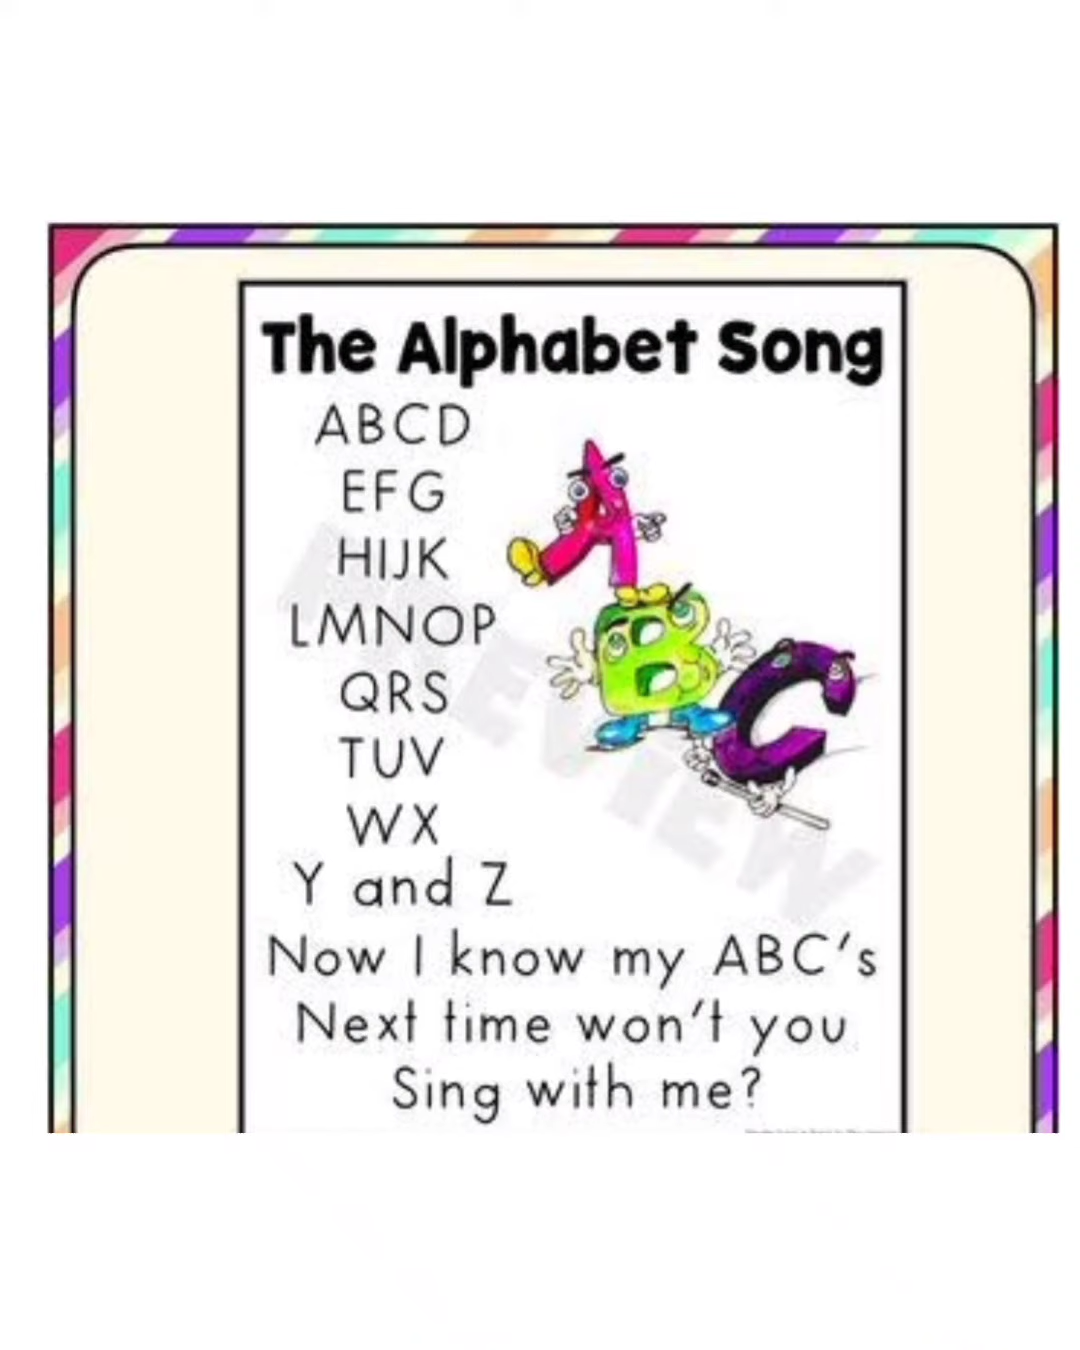 The Alphabet Song
ABCD
EFG
HIJK
LMNOP
QRS
TUV
WX
Y and Z
Now I know my ABC's
Next time won't you
Sing with me?
PREVIEW